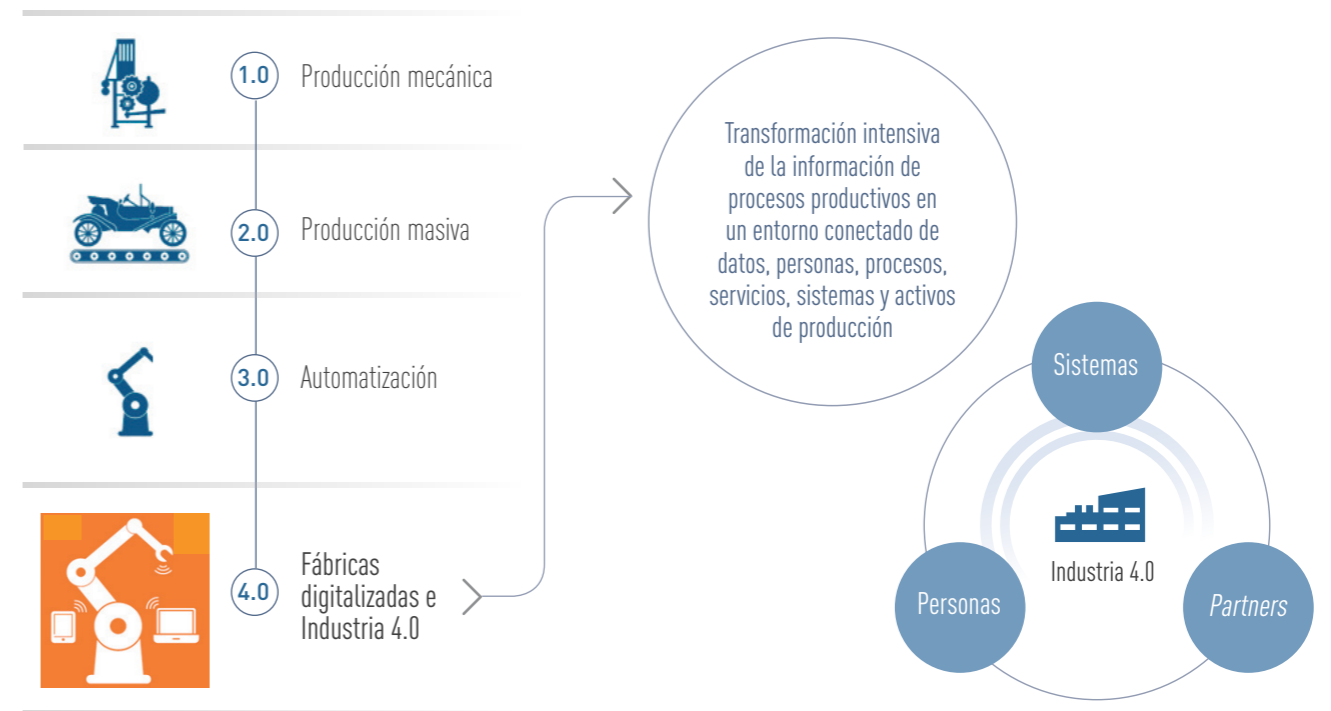 1.0
Producción mecánica
2.0
Producción masiva
3.0
Automatización
4.0
Fábricas
digitalizadas e
Industria 4.0
Transformación intensiva
de la información de
procesos productivos en
un entorno conectado de
datos, personas, procesos,
servicios, sistemas y activos
de producción
Sistemas
Industria 4.0
Personas
Partners